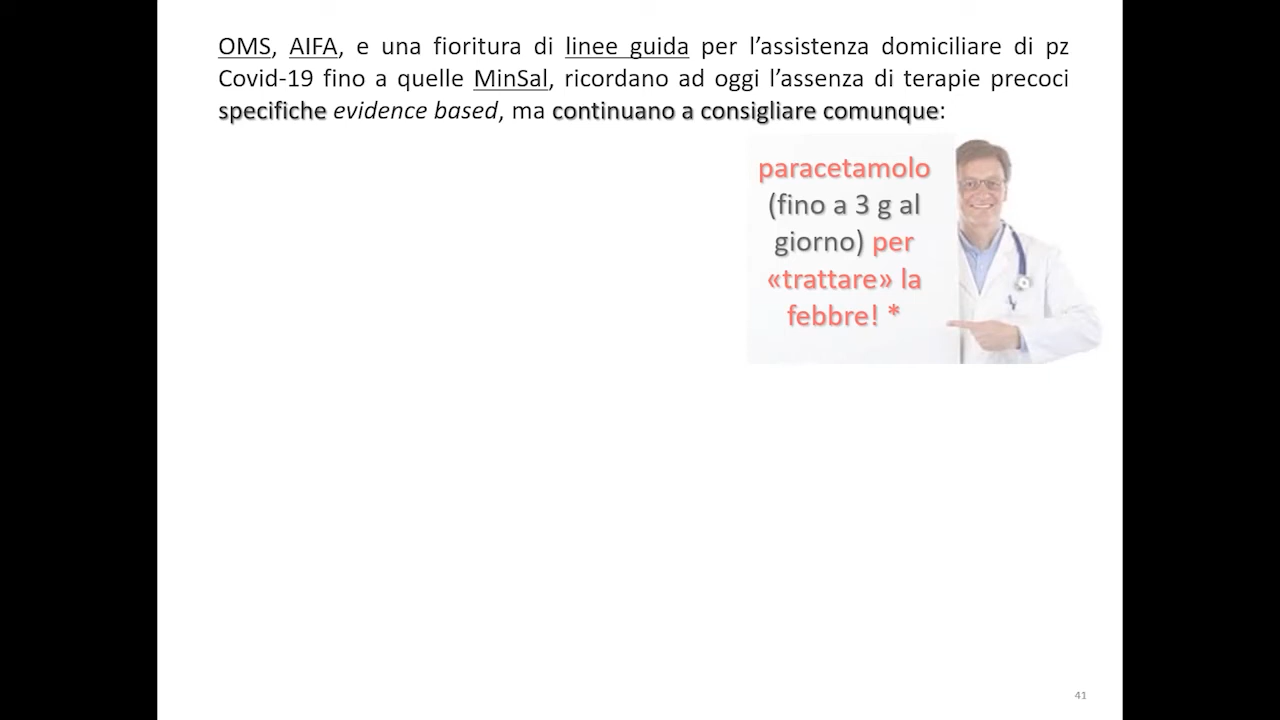 OMS, AIFA, e una fioritura di linee guida per l’assistenza domiciliare di pz
Covid-19 fino a quelle MinSal, ricordano ad oggi l’assenza di terapie precoci
specifiche evidence based, ma continuano a consigliare comunque:
paracetamolo
(fino a 3 g al
giorno) per
«trattare» la
febbre! *
41